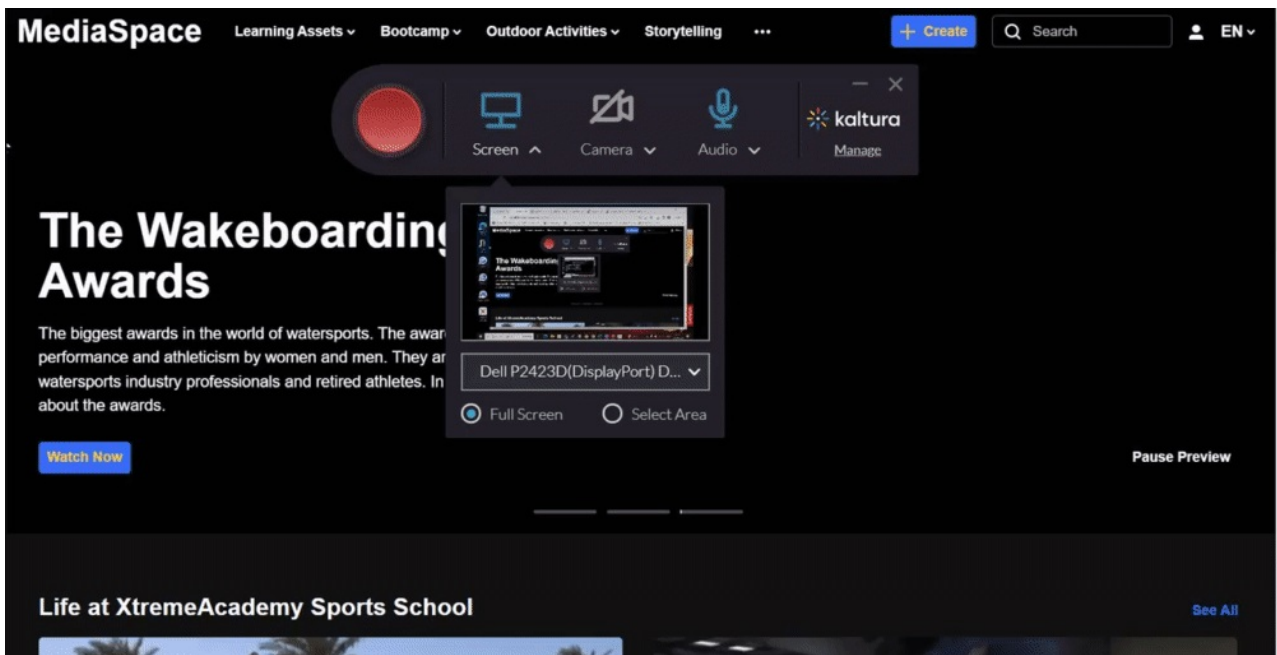 MediaSpace Learning Assets Bootcamp Outdoor Activities Storytelling ••• + Create Search EN
Screen Camera Audio kaltura
Manage
The Wakeboarding
Awards
The biggest awards in the world of watersports. The awar
performance and athleticism by women and men. They ar
watersports industry professionals and retired athletes. In
about the awards.
Dell P2423D(DisplayPort) D...
Full Screen Select Area
Watch Now
Pause Preview
Life at XtremeAcademy Sports School
See All